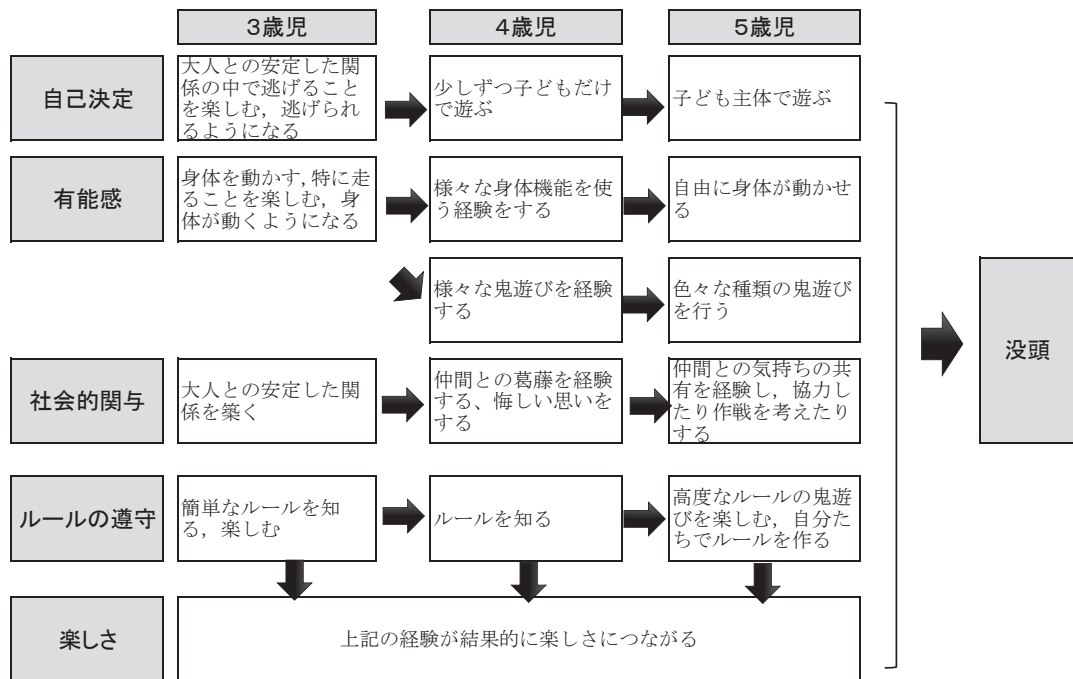 3歳児
4歳児
5歳児
自己決定
大人との安定した関
係の中で逃げること
を楽しむ，逃げられ
るようになる
少しずつ子どもだけ
で遊ぶ
子ども主体で遊ぶ
有能感
身体を動かす,特に走
ることを楽しむ，身
体が動くようになる
様々な身体機能を使
う経験をする
自由に身体が動かせ
る
様々な鬼遊びを経験
する
色々な種類の鬼遊び
を行う
没頭
社会的関与
大人との安定した関
係を築く
仲間との葛藤を経験
する、悔しい思いを
する
仲間との気持ちの共
有を経験し，協力し
たり作戦を考えたり
する
ルールの遵守
簡単なルールを知
る，楽しむ
ルールを知る
高度なルールの鬼遊
びを楽しむ，自分た
ちでルールを作る
楽しさ
上記の経験が結果的に楽しさにつながる